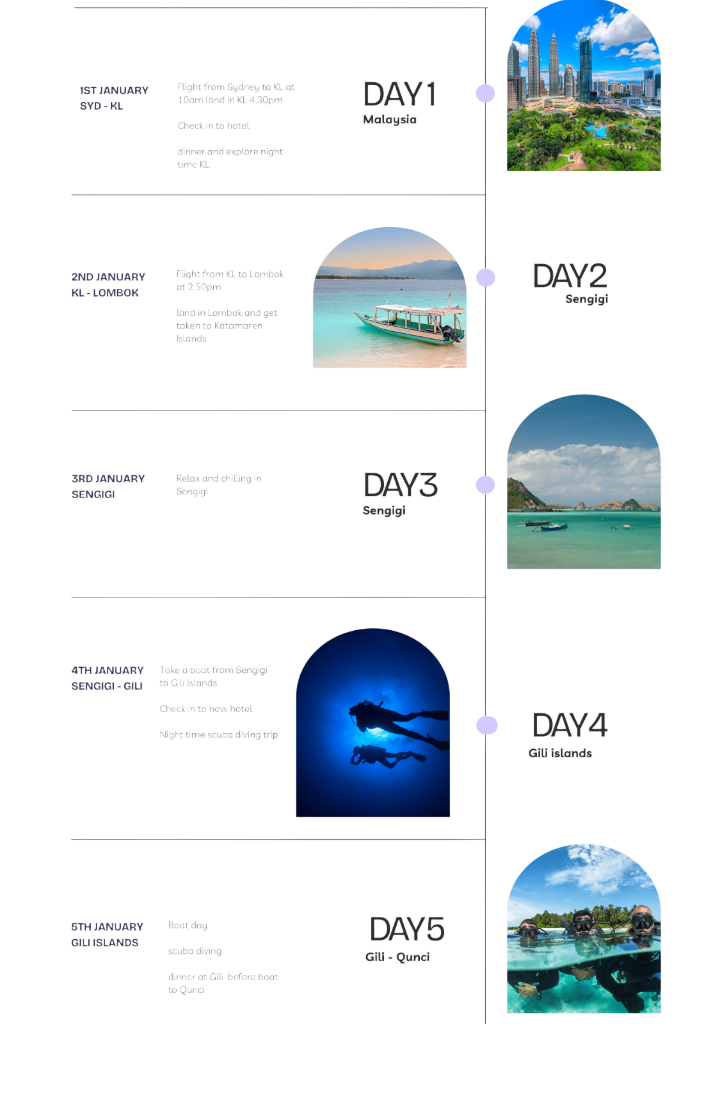 1ST JANUARY
SYD - KL
Flight from Sydney to KL at
10am land in KL 4.30pm
Check in to hotel
dinner and explore night
time KL
DAY1
Malaysia
2ND JANUARY
KL - LOMBOK
Flight from KL to Lombok
at 2.50pm
land in Lombok and get
taken to Katamaren
Islands
DAY2
Sengigi
3RD JANUARY
SENGIGI
Relax and chilling in
Sengigi
DAY3
Sengigi
4TH JANUARY
SENGIGI - GILI
Take a boat from Sengigi
to Gili Islands
Check in to new hotel
Night time scuba diving trip
DAY4
Gili islands
5TH JANUARY
GILI ISLANDS
Boat day
scuba diving
dinner at Gili before boat
to Qunci
DAY5
Gili - Qunci